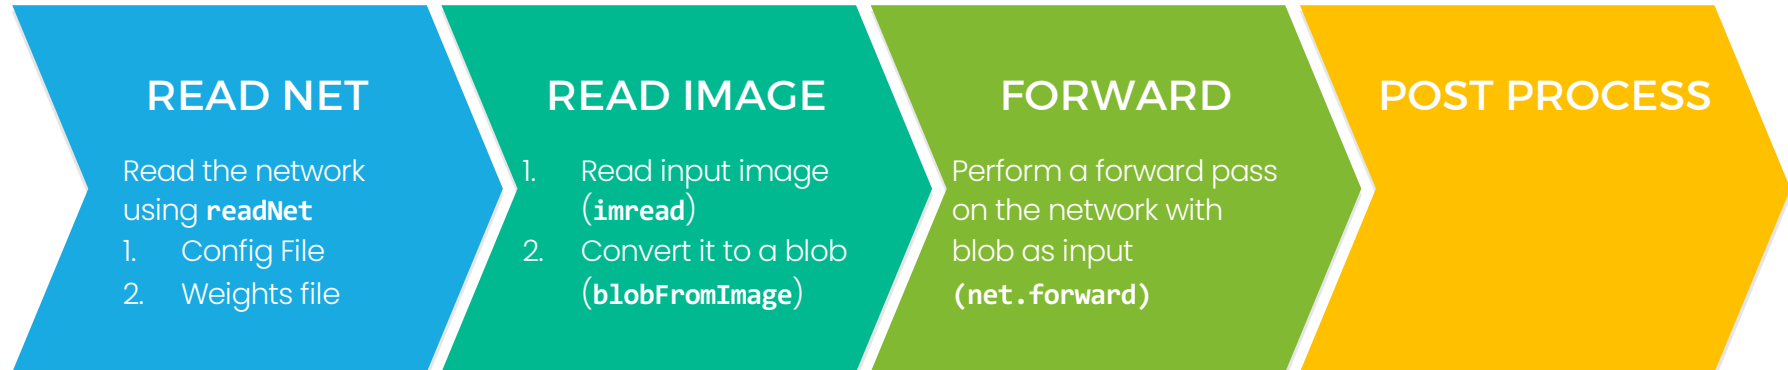 READ NET
Read the network
using readNet
1. Config File
2. Weights file
READ IMAGE
1. Read input image
(imread)
2. Convert it to a blob
(blobFromImage)
FORWARD
Perform a forward pass
on the network with
blob as input
(net.forward)
POST PROCESS